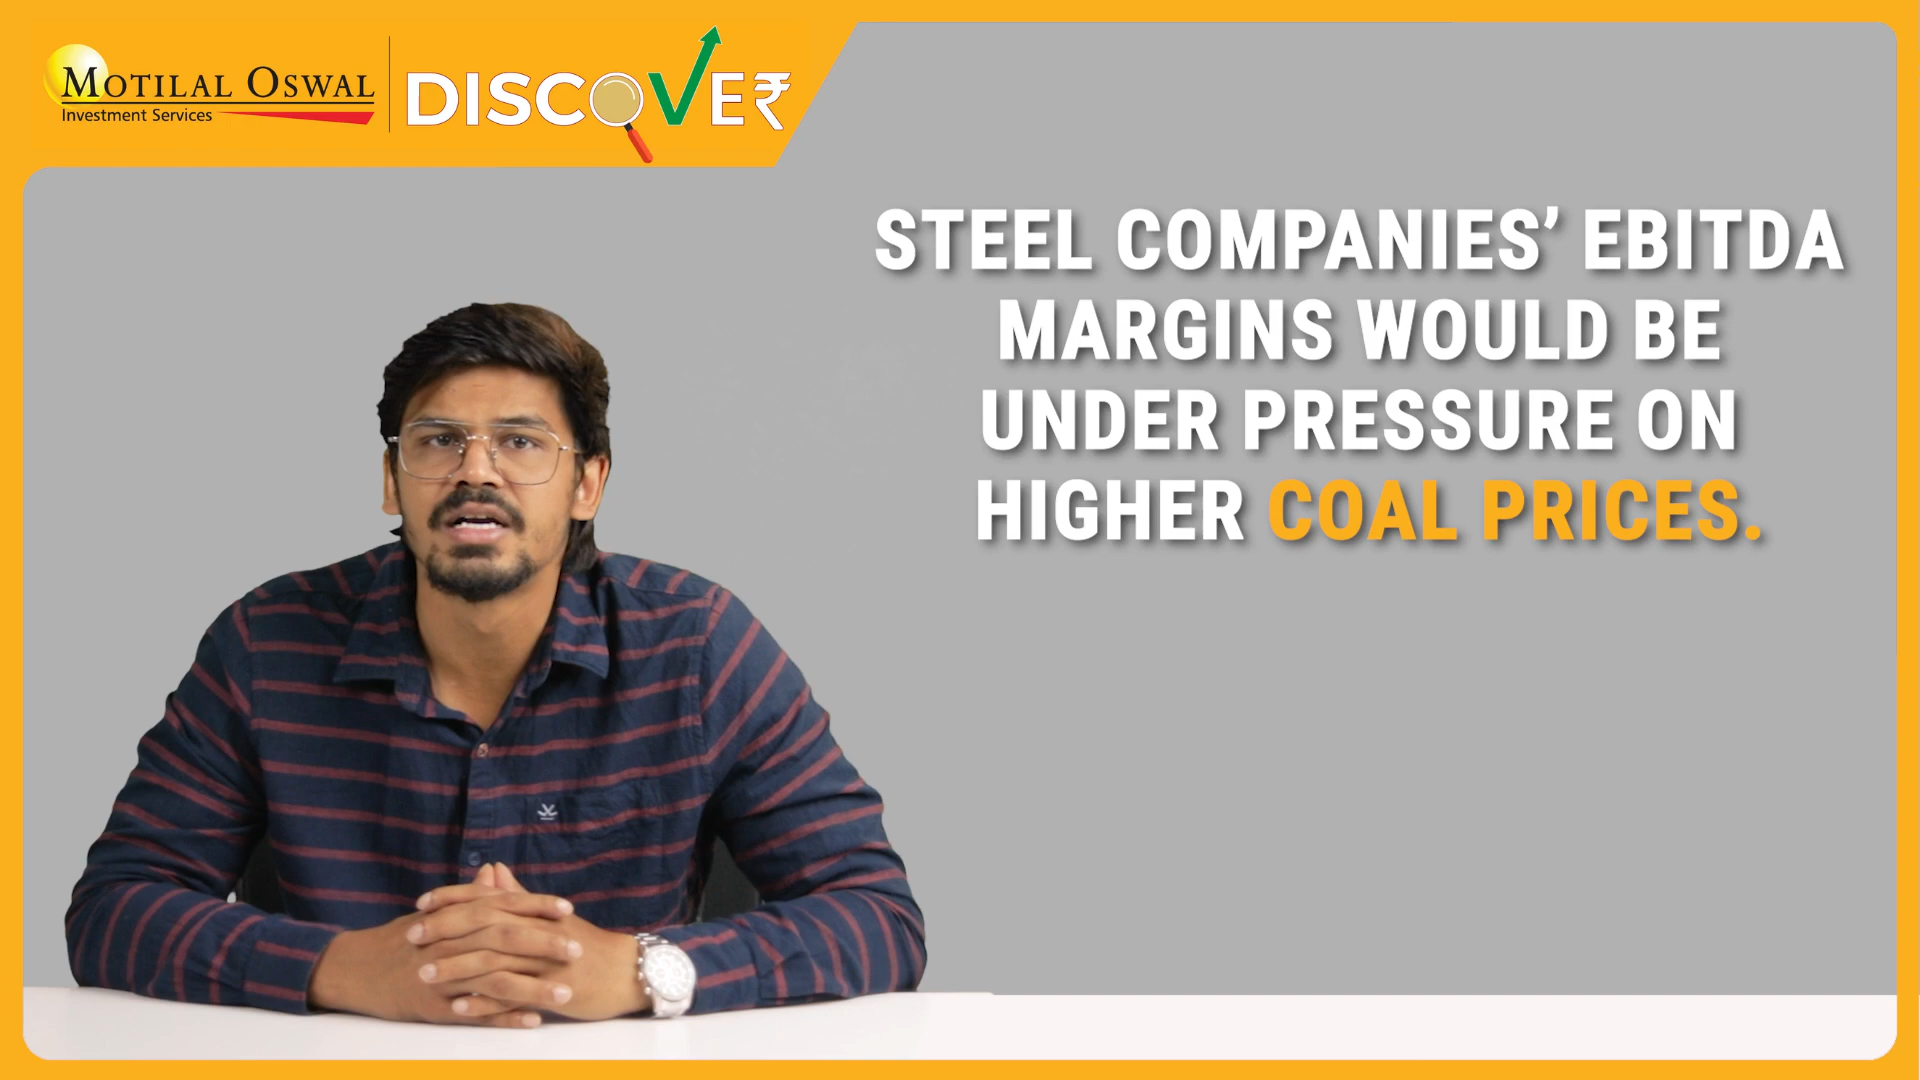 MOTILAL OSWAL
Investment Services
DISCOVE₹
STEEL COMPANIES’ EBITDA
MARGINS WOULD BE
UNDER PRESSURE ON
HIGHER COAL PRICES.